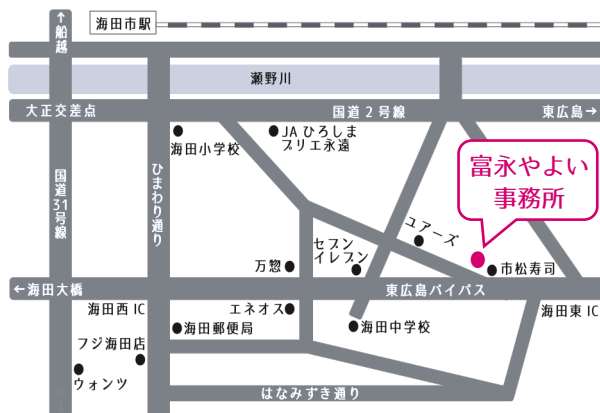 ↑船越
海田市駅
瀬野川
大正交差点
国道2号線
東広島→
海田小学校
JAひろしま
プリエ永遠
国道31号線
ひまわり通り
富永やよい
事務所
ユアーズ
セブン
イレブン
万惣
市松寿司
←海田大橋
東広島バイパス
海田西IC
エネオス
海田東IC
海田郵便局
海田中学校
フジ海田店
ウォンツ
はなみずき通り